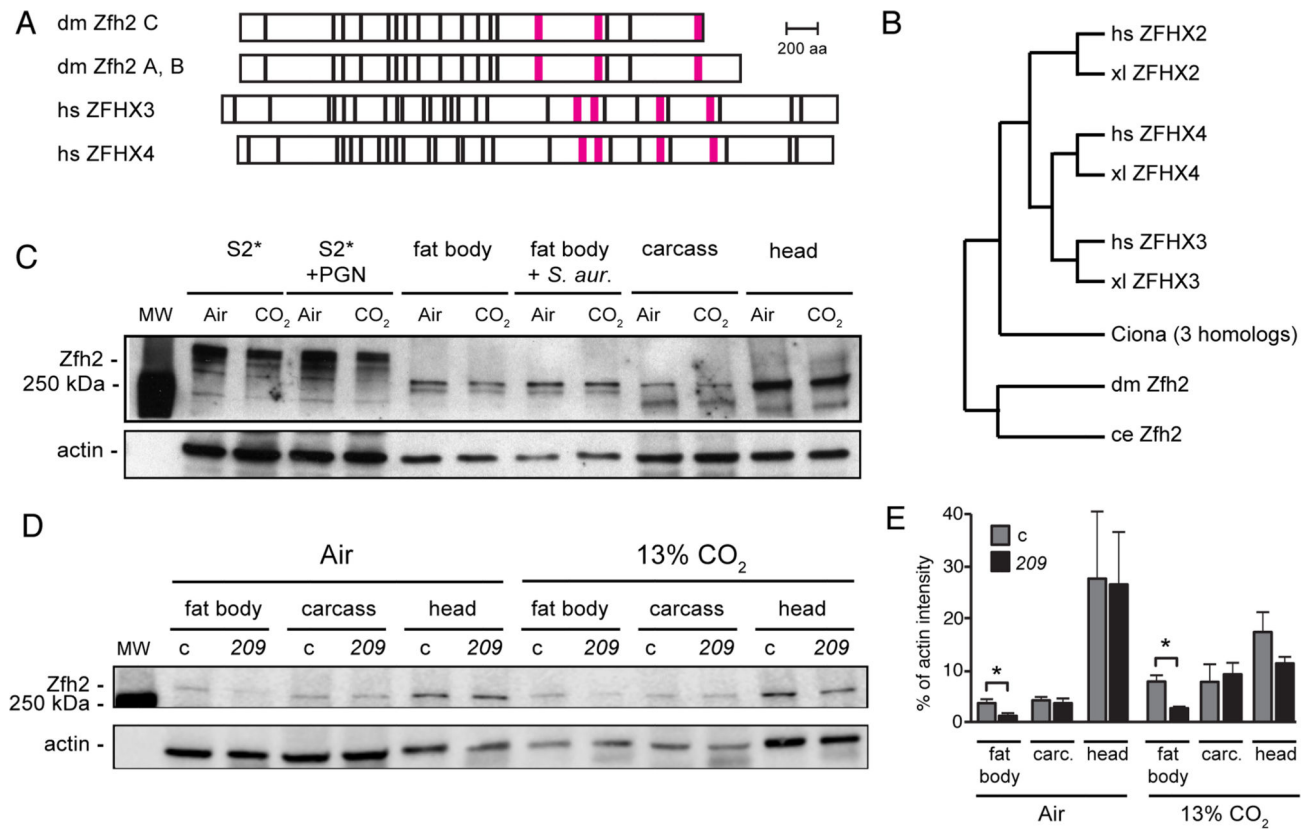 A
dm Zfh2 C
200 aa
dm Zfh2 A, B
hs ZFHX3
hs ZFHX4
B
hs ZFHX2
xl ZFHX2
hs ZFHX4
xl ZFHX4
hs ZFHX3
xl ZFHX3
Ciona (3 homologs)
dm Zfh2
ce Zfh2
C
S2* S2* +PGN fat body fat body + S. aur. carcass head
MW Air CO2 Air CO2 Air CO2 Air CO2 Air CO2 Air CO2
Zfh2 -
250 kDa -
actin -
D
Air 13% CO2
fat body carcass head fat body carcass head
MW c 209 c 209 c 209 c 209 c 209 c 209
Zfh2 -
250 kDa -
actin -
E
% of actin intensity
40
30
20
10
0
c
209
* *
fat body carc. head fat body carc. head
Air 13% CO2